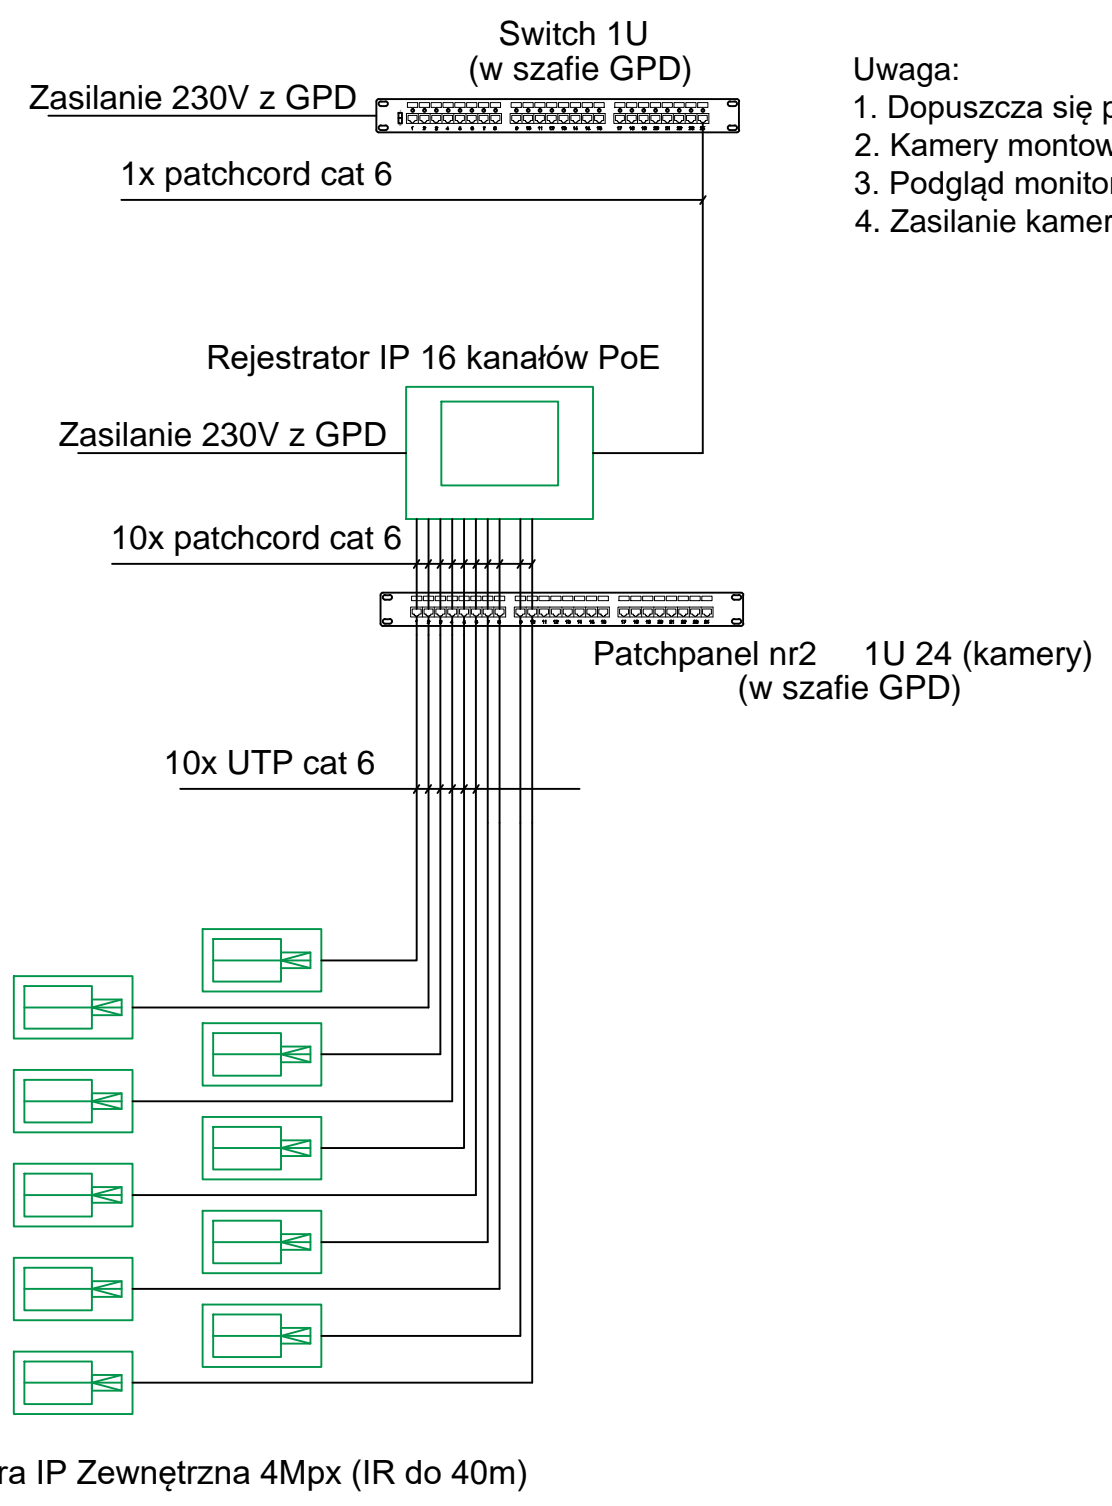 Switch 1U
(w szafie GPD)
Zasilanie 230V z GPD
1x patchcord cat 6
Uwaga:
1. Dopuszcza się p
2. Kamery montow
3. Podgląd monitor
4. Zasilanie kamer
Rejestrator IP 16 kanałów PoE
Zasilanie 230V z GPD
10x patchcord cat 6
Patchpanel nr2 1U 24 (kamery)
(w szafie GPD)
10x UTP cat 6
ra IP Zewnętrzna 4Mpx (IR do 40m)